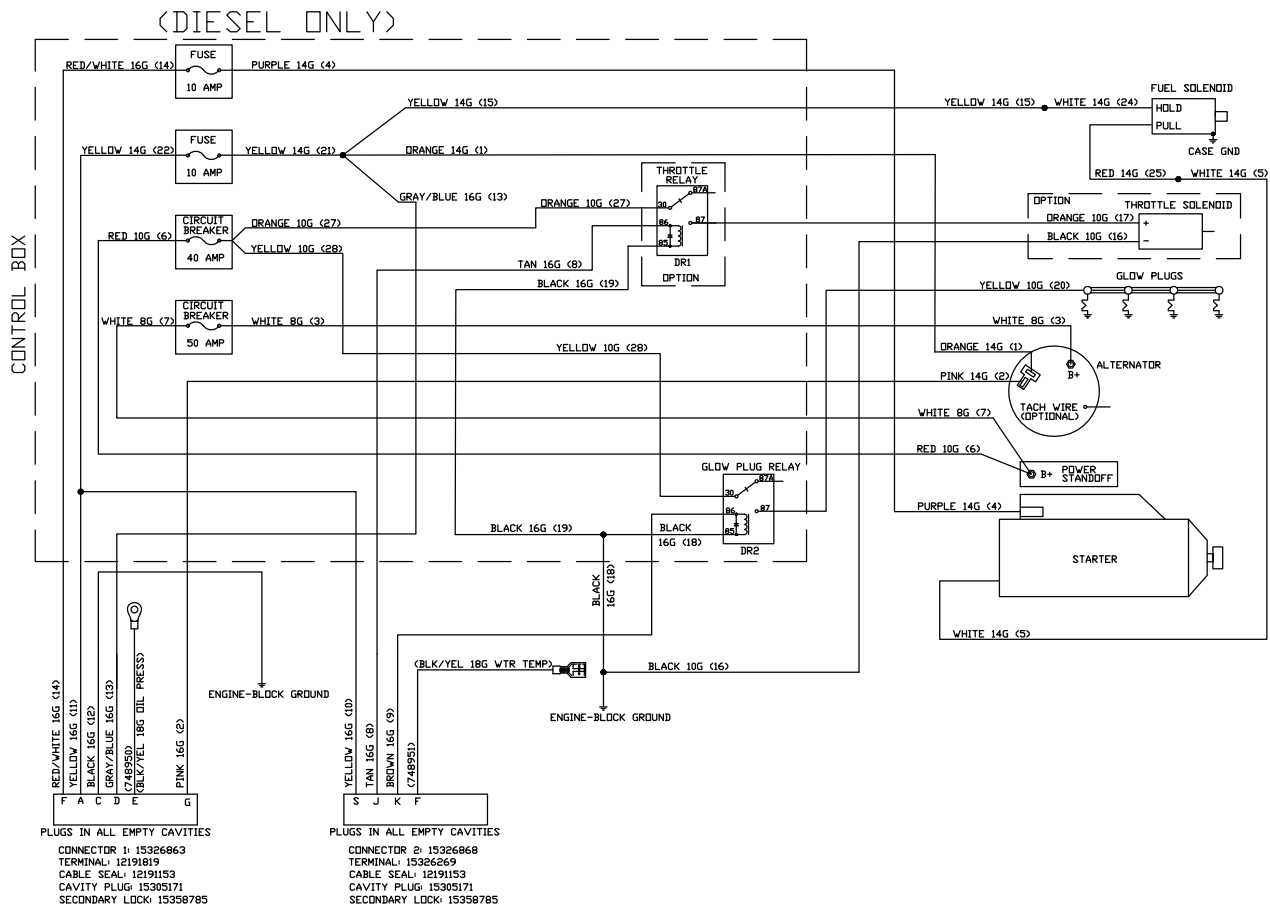 (DIESEL ONLY)
CONTROL BOX
FUSE
10 AMP
RED/WHITE 16G (14)
PURPLE 14G (4)
FUSE
10 AMP
YELLOW 14G (22)
YELLOW 14G (21)
YELLOW 14G (15)
YELLOW 14G (15)
WHITE 14G (24)
FUEL SOLENOID
HOLD
PULL
CASE GND
ORANGE 14G (1)
RED 14G (25)
WHITE 14G (5)
GRAY/BLUE 16G (13)
THROTTLE
RELAY
87A
30
86
87
85
DR1
OPTION
CIRCUIT
BREAKER
40 AMP
RED 10G (6)
ORANGE 10G (27)
YELLOW 10G (28)
ORANGE 10G (27)
TAN 16G (8)
BLACK 16G (19)
OPTION
THROTTLE SOLENOID
ORANGE 10G (17)
BLACK 10G (16)
+
-
GLOW PLUGS
YELLOW 10G (20)
CIRCUIT
BREAKER
50 AMP
WHITE 8G (7)
WHITE 8G (3)
WHITE 8G (3)
YELLOW 10G (28)
ORANGE 14G (1)
PINK 14G (2)
ALTERNATOR
B+
TACH WIRE
(OPTIONAL)
WHITE 8G (7)
RED 10G (6)
B+
POWER
STANDOFF
GLOW PLUG RELAY
87A
30
86
87
85
DR2
PURPLE 14G (4)
STARTER
WHITE 14G (5)
BLACK 16G (19)
BLACK
16G (18)
BLACK
16G (18)
BLACK 10G (16)
(BLK/YEL 18G WTR TEMP)
ENGINE-BLOCK GROUND
ENGINE-BLOCK GROUND
RED/WHITE 16G (14)
YELLOW 16G (11)
BLACK 16G (12)
GRAY/BLUE 16G (13)
(748950)
(BLK/YEL 18G OIL PRESS)
PINK 16G (2)
F A C D E G
PLUGS IN ALL EMPTY CAVITIES
CONNECTOR 1: 15326863
TERMINAL: 12191819
CABLE SEAL: 12191153
CAVITY PLUG: 15305171
SECONDARY LOCK: 15358785
YELLOW 16G (10)
TAN 16G (8)
BROWN 16G (9)
(748951)
S J K F
PLUGS IN ALL EMPTY CAVITIES
CONNECTOR 2: 15326868
TERMINAL: 15326269
CABLE SEAL: 12191153
CAVITY PLUG: 15305171
SECONDARY LOCK: 15358785